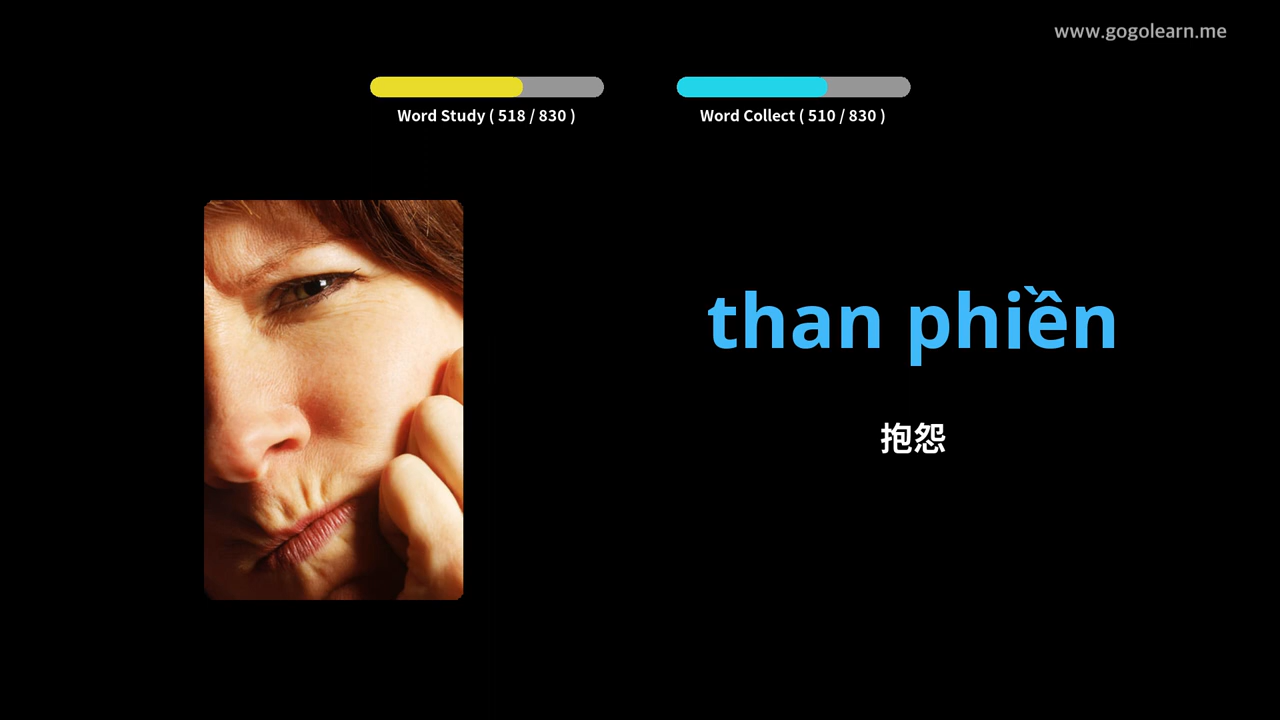 www.gogolearn.me
Word Study ( 518 / 830 )
Word Collect ( 510 / 830 )
than phiền
抱怨